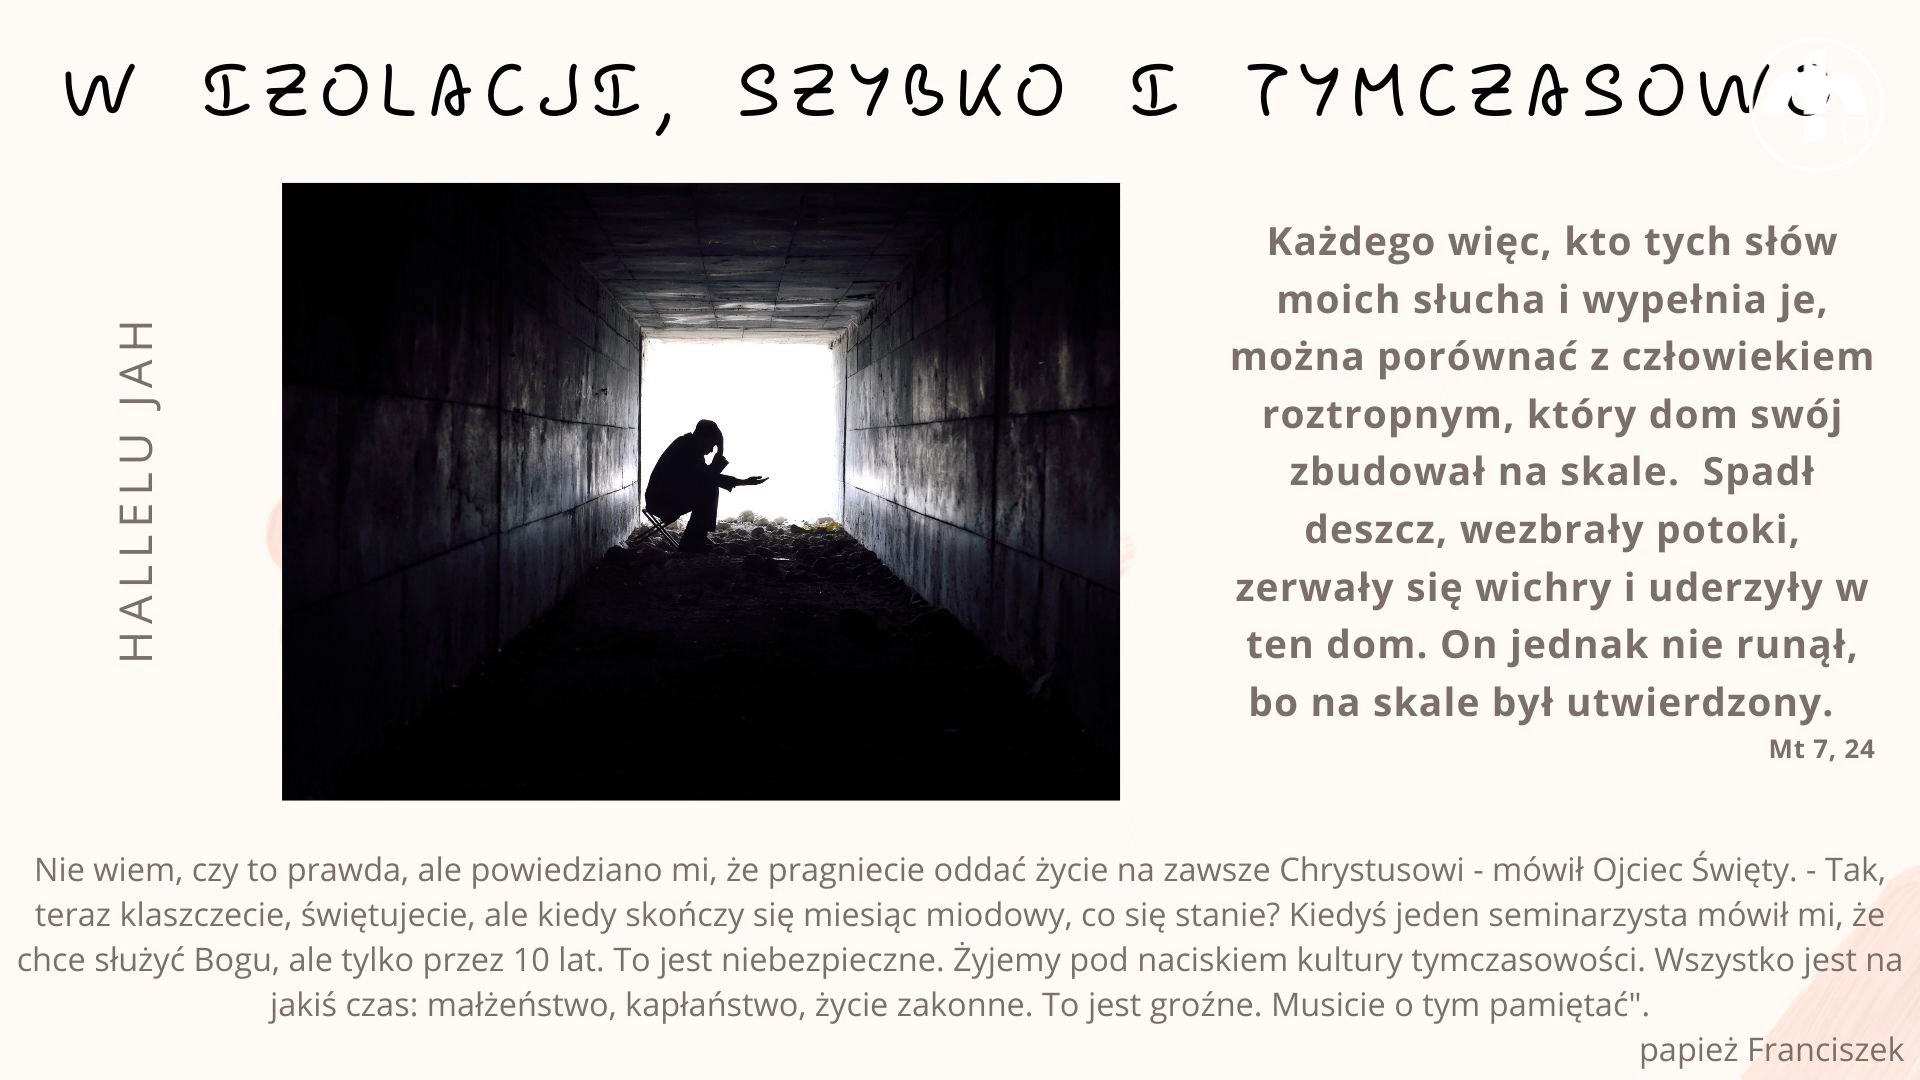 W IZOLACJI, SZYBKO I TYMCZASOWO
HALLELU JAH
Każdego więc, kto tych słów
moich słucha i wypełnia je,
można porównać z człowiekiem
roztropnym, który dom swój
zbudował na skale. Spadł
deszcz, wezbrały potoki,
zerwały się wichry i uderzyły w
ten dom. On jednak nie runął,
bo na skale był utwierdzony.
Mt 7, 24
Nie wiem, czy to prawda, ale powiedziano mi, że pragniecie oddać życie na zawsze Chrystusowi - mówił Ojciec Święty. - Tak,
teraz klaszczecie, świętujecie, ale kiedy skończy się miesiąc miodowy, co się stanie? Kiedyś jeden seminarzysta mówił mi, że
chce służyć Bogu, ale tylko przez 10 lat. To jest niebezpieczne. Żyjemy pod naciskiem kultury tymczasowości. Wszystko jest na
jakiś czas: małżeństwo, kapłaństwo, życie zakonne. To jest groźne. Musicie o tym pamiętać".
papież Franciszek